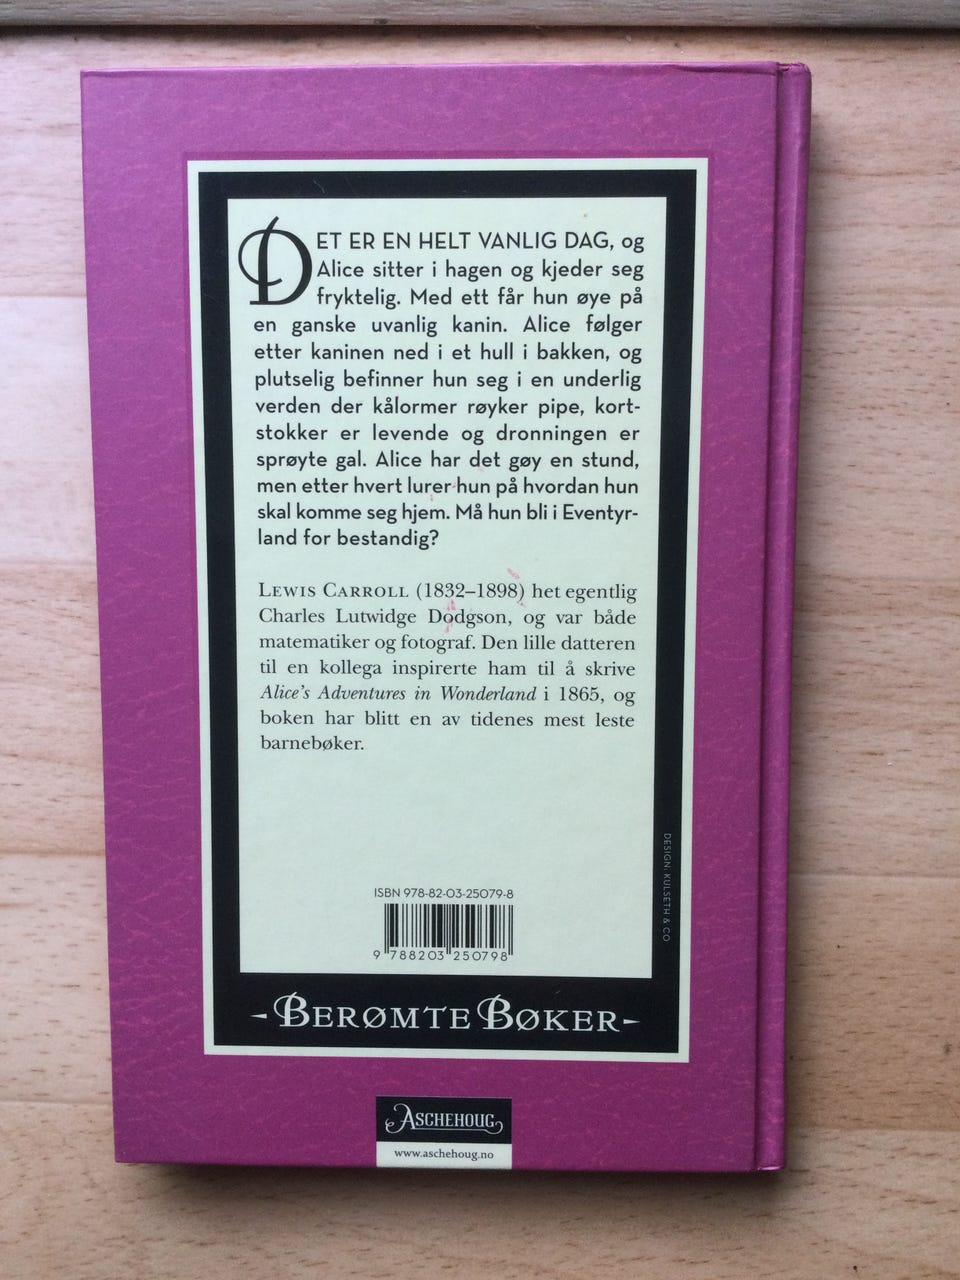 DET ER EN HELT VANLIG DAG, og
Alice sitter i hagen og kjeder seg
fryktelig. Med ett får hun øye på
en ganske uvanlig kanin. Alice følger
etter kaninen ned i et hull i bakken, og
plutselig befinner hun seg i en underlig
verden der kålormer røyker pipe, kort-
stokker er levende og dronningen er
sprøyte gal. Alice har det gøy en stund,
men etter hvert lurer hun på hvordan hun
skal komme seg hjem. Må hun bli i Eventyr-
land for bestandig?
LEWIS CARROLL (1832–1898) het egentlig
Charles Lutwidge Dodgson, og var både
matematiker og fotograf. Den lille datteren
til en kollega inspirerte ham til å skrive
Alice's Adventures in Wonderland i 1865, og
boken har blitt en av tidenes mest leste
barnebøker.
DESIGN: KULSETH & CO
ISBN 978-82-03-25079-8
9 788203 250798
BERØMTE BØKER
ASCHEHOUG
www.aschehoug.no